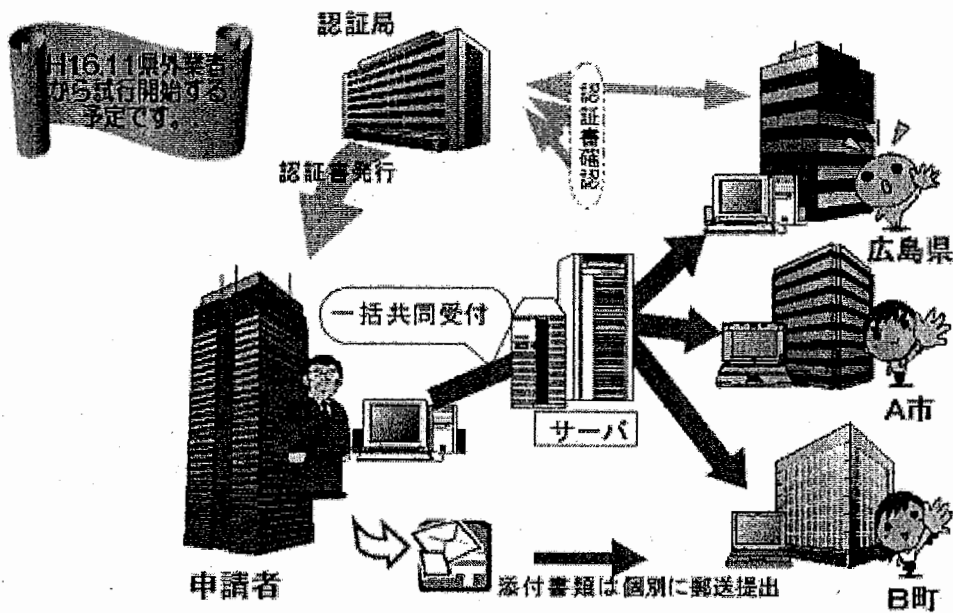 認証局
H16.11県外業者
から試行開始する
予定です。
認証書確認
認証書発行
広島県
一括共同受付
サーバ
A市
申請者
添付書類は個別に郵送提出
B町